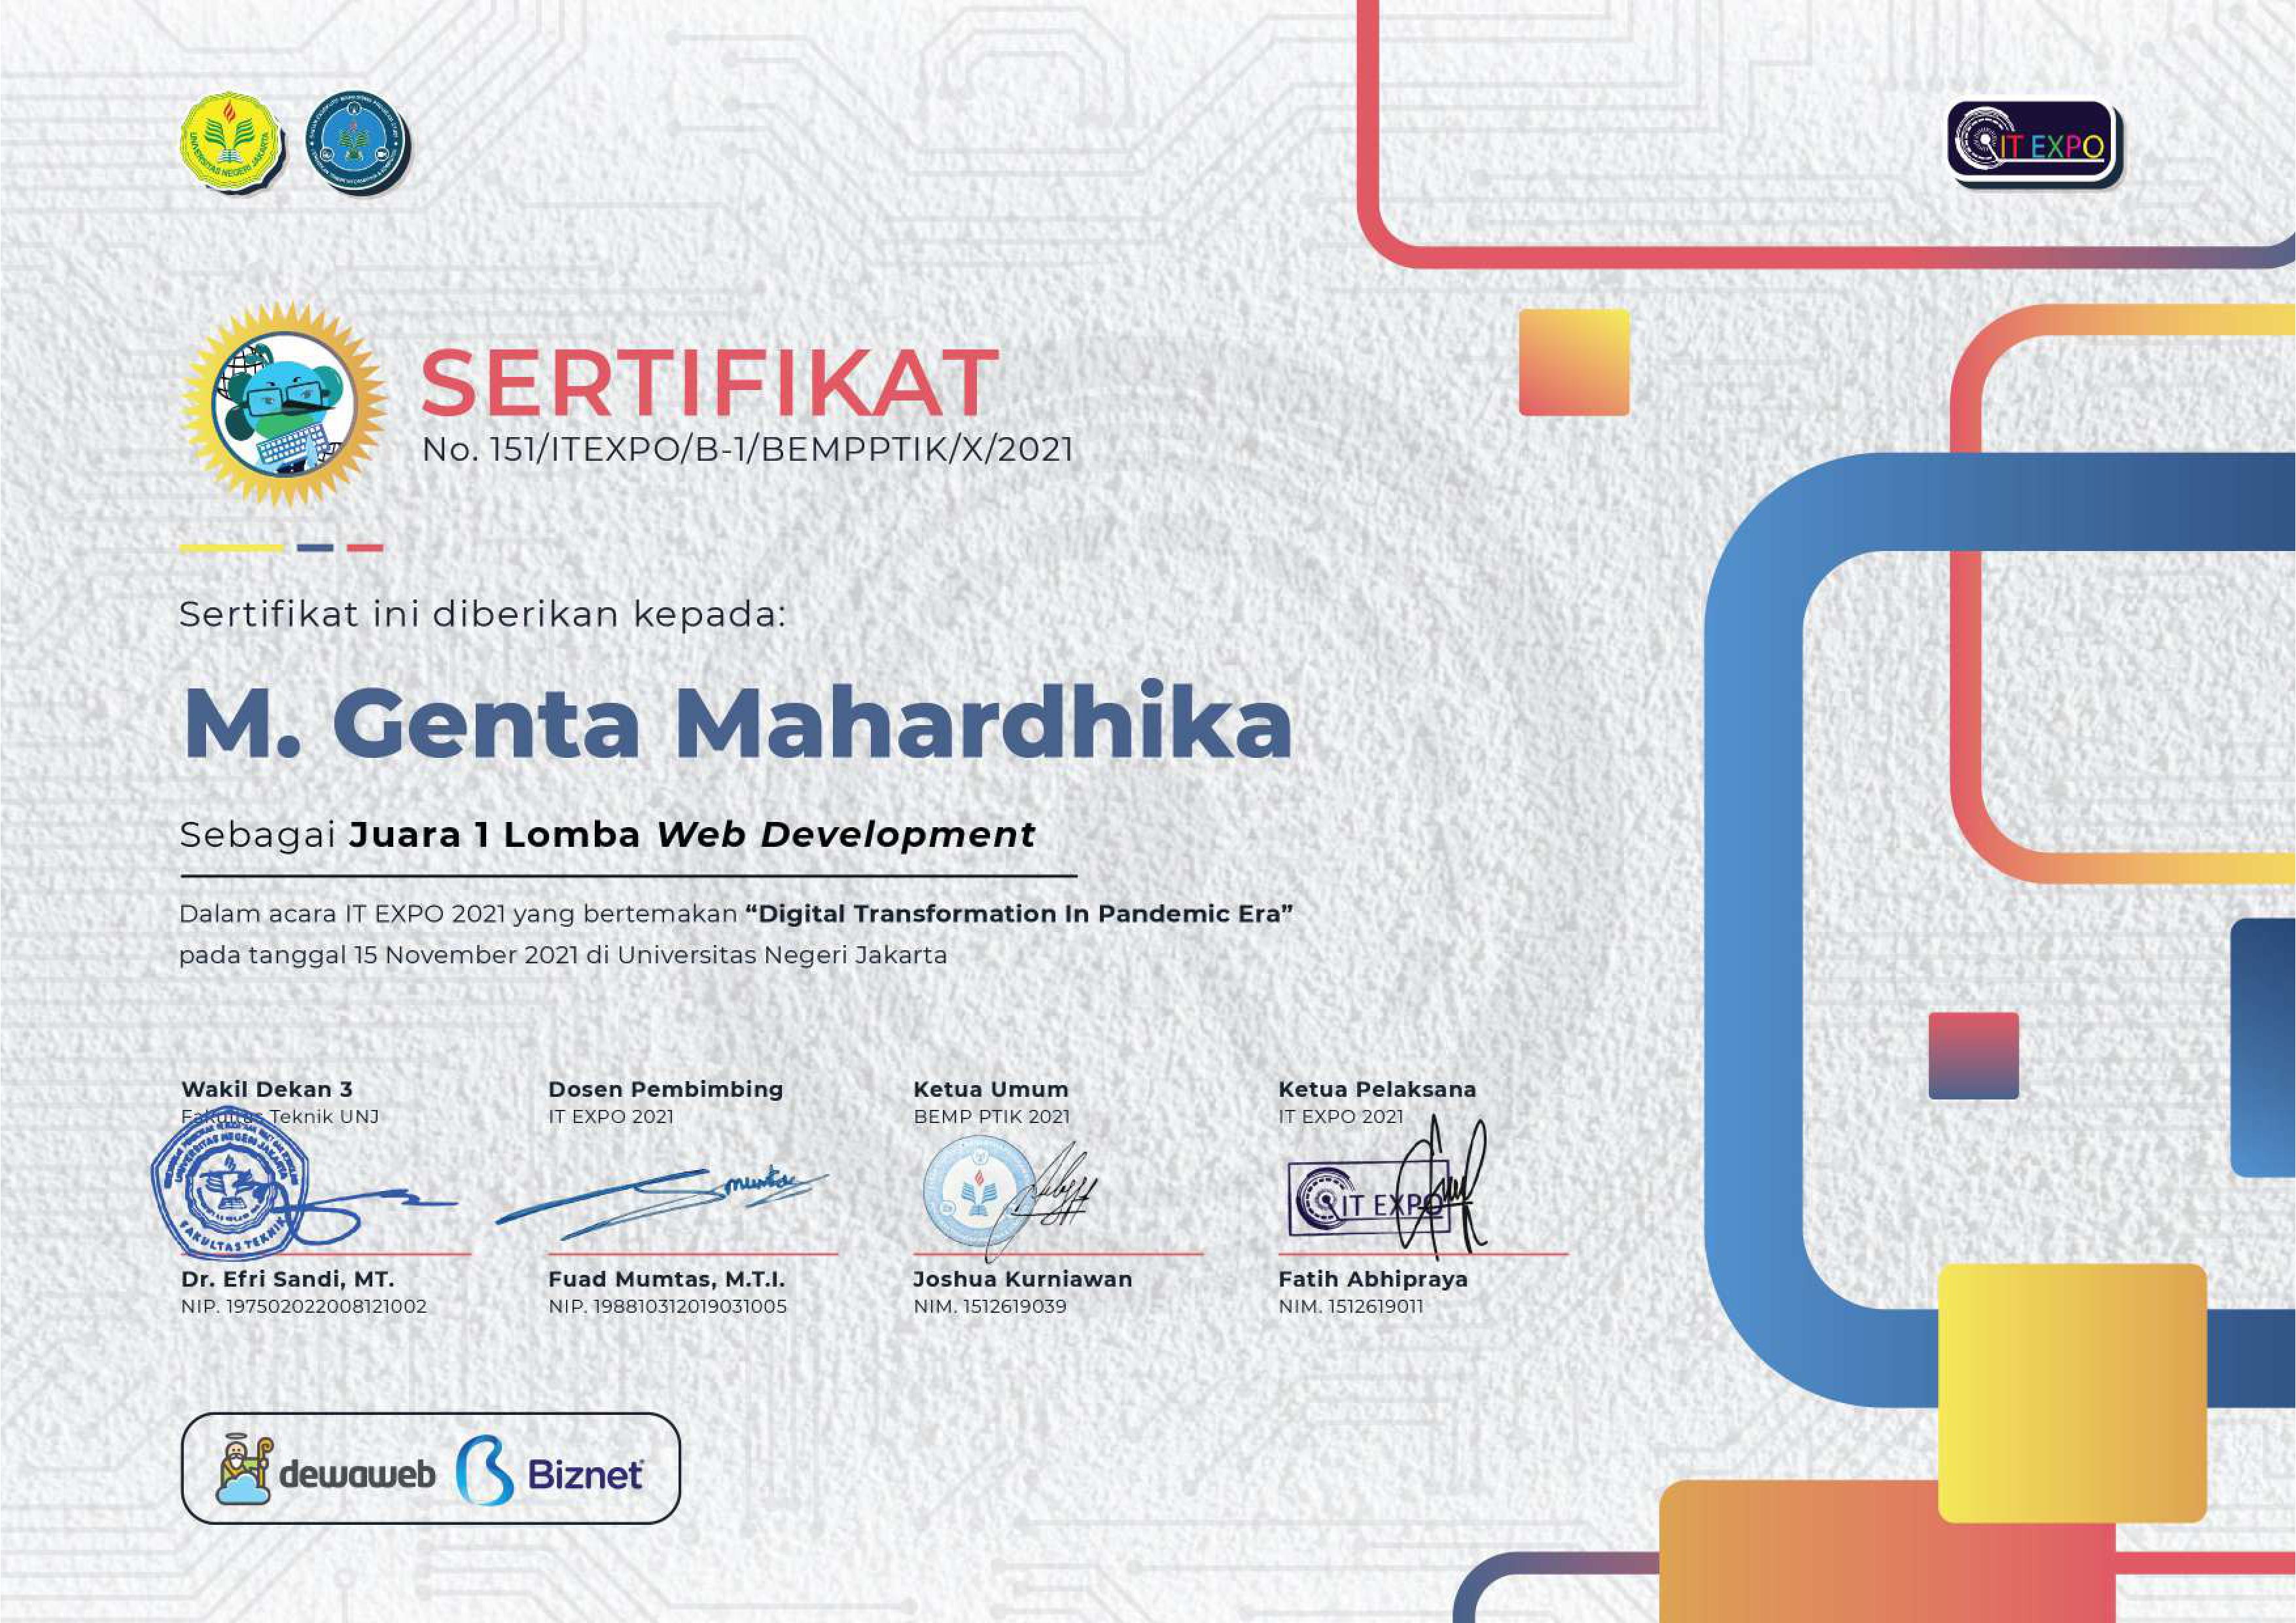 UNIVERSITAS NEGERI JAKARTA
IT EXPO
SERTIFIKAT
No. 151/ITEXPO/B-1/BEMPPTIK/X/2021
Sertifikat ini diberikan kepada:
M. Genta Mahardhika
Sebagai Juara 1 Lomba Web Development
Dalam acara IT EXPO 2021 yang bertemakan “Digital Transformation In Pandemic Era”
pada tanggal 15 November 2021 di Universitas Negeri Jakarta
Wakil Dekan 3
Fakultas Teknik UNJ
UNIVERSITAS NEGERI JAKARTA
FAKULTAS TEKNIK
Dr. Efri Sandi, MT.
NIP. 197502022008121002
Dosen Pembimbing
IT EXPO 2021
Fuad Mumtas, M.T.I.
NIP. 198810312019031005
Ketua Umum
BEMP PTIK 2021
Joshua Kurniawan
NIM. 1512619039
Ketua Pelaksana
IT EXPO 2021
IT EXPO
Fatih Abhipraya
NIM. 1512619011
dewaweb
Biznet